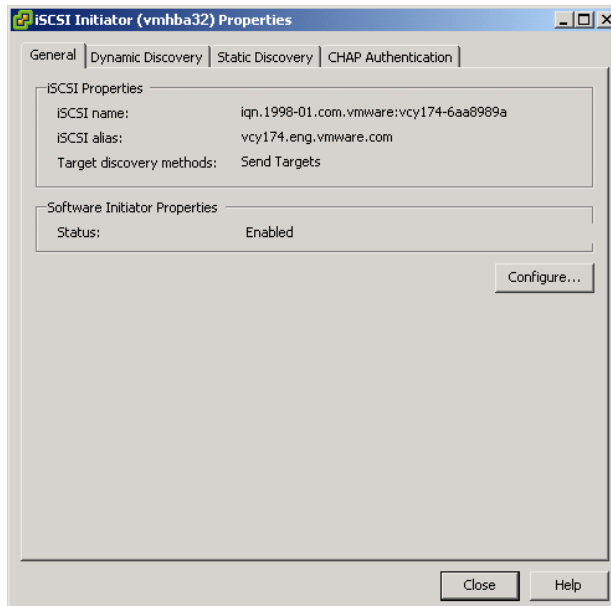 iSCSI Initiator (vmhba32) Properties
General Dynamic Discovery Static Discovery CHAP Authentication
iSCSI Properties
iSCSI name: iqn.1998-01.com.vmware:vcy174-6aa8989a
iSCSI alias: vcy174.eng.vmware.com
Target discovery methods: Send Targets
Software Initiator Properties
Status: Enabled
Configure...
Close Help